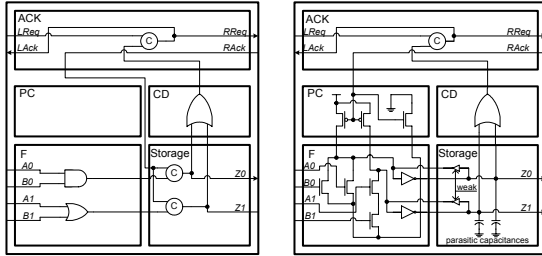 ACK
LReq
LAck
C
RReq
RAck
PC
CD
F
A0
B0
A1
B1
Storage
C
C
Z0
Z1
ACK
LReq
LAck
C
RReq
RAck
PC
CD
F
A0
B0
A1
B1
Storage
weak
Z0
Z1
parasitic capacitances